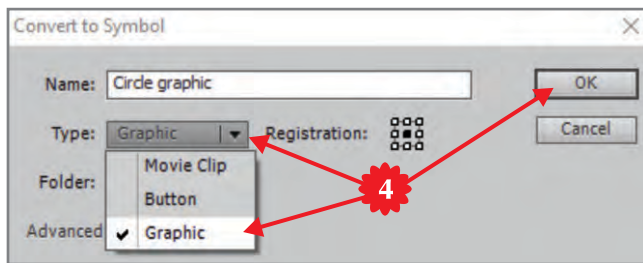 Convert to Symbol
Name: Circle graphic OK
Type: Graphic Registration: Cancel
Movie Clip
Folder:
Button
Advanced Graphic
4